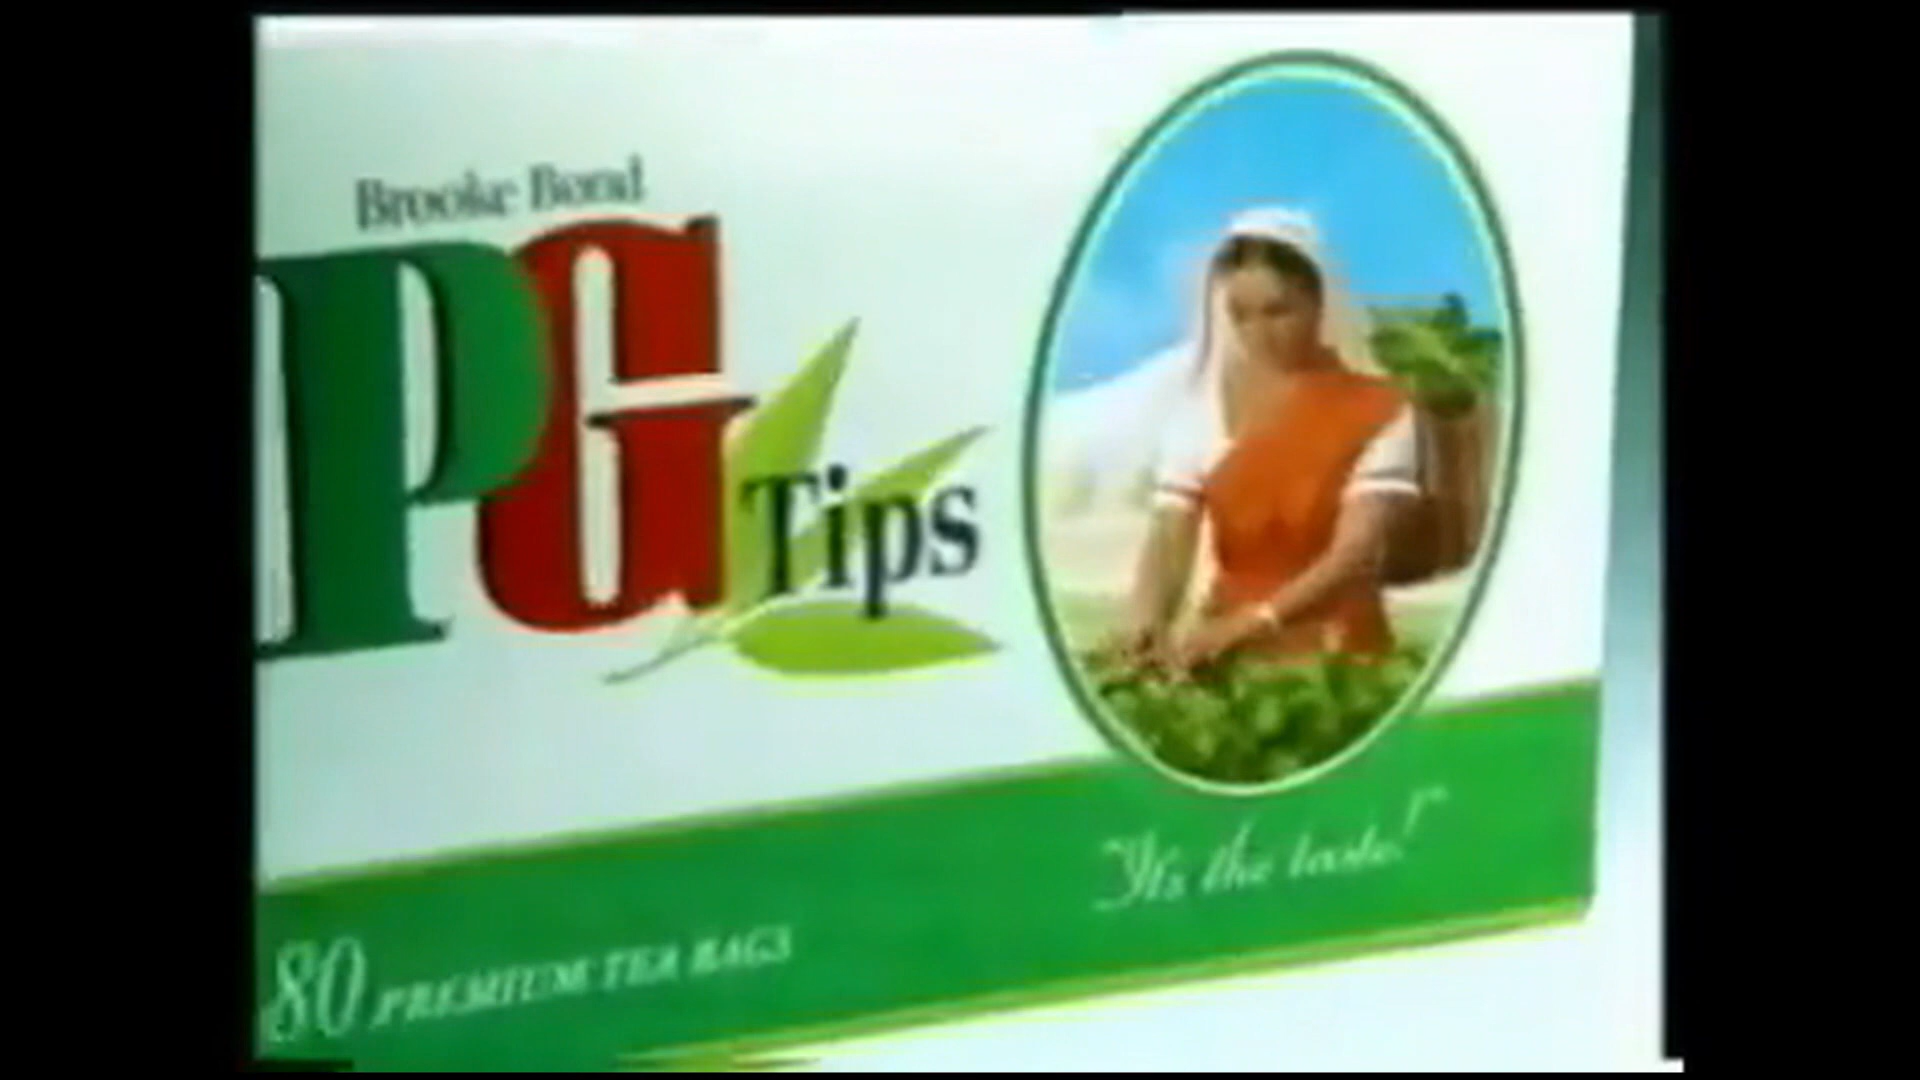 Brooke Bond
PG
Tips
"It's the taste!"
80 PREMIUM TEA BAGS